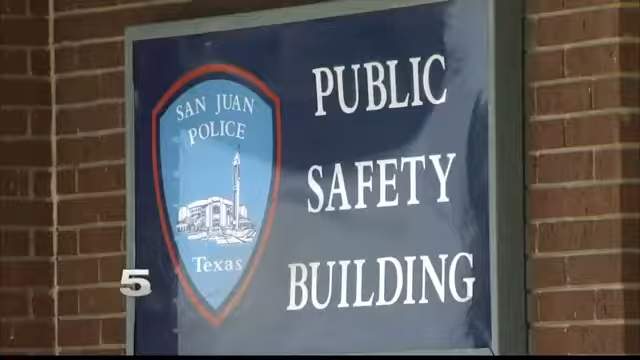 SAN JUAN
POLICE
Texas
PUBLIC
SAFETY
BUILDING
5